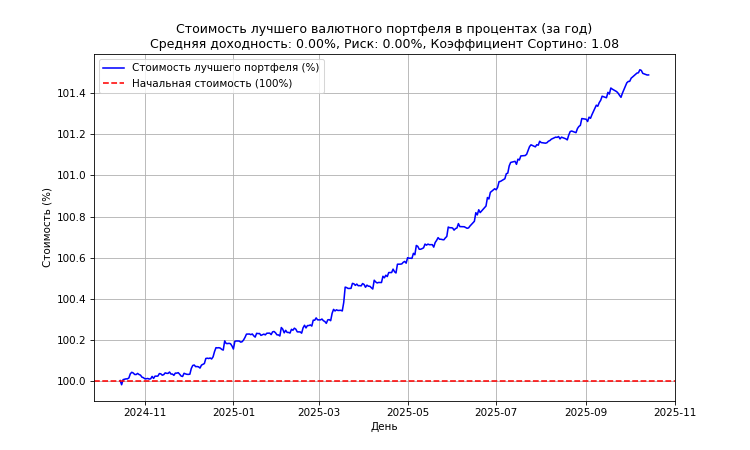 Стоимость лучшего валютного портфеля в процентах (за год)
Средняя доходность: 0.00%, Риск: 0.00%, Коэффициент Сортино: 1.08
Стоимость лучшего портфеля (%)
Начальная стоимость (100%)
Стоимость (%)
101.4
101.2
101.0
100.8
100.6
100.4
100.2
100.0
2024-11
2025-01
2025-03
2025-05
2025-07
2025-09
2025-11
День